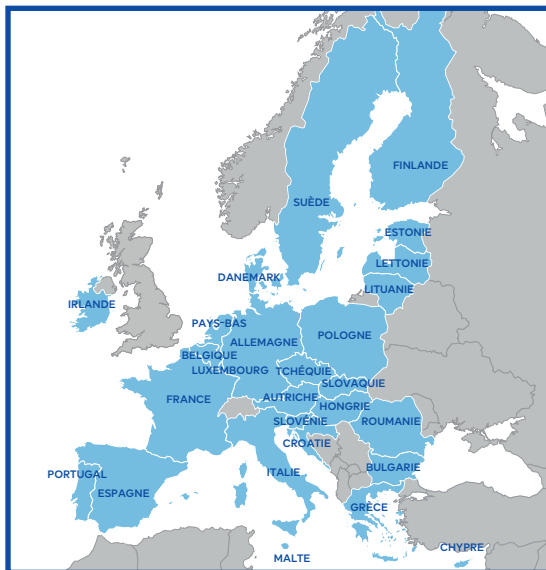 FINLANDE
SUÈDE
ESTONIE
LETTONIE
DANEMARK
LITUANIE
IRLANDE
PAYS-BAS
POLOGNE
ALLEMAGNE
BELGIQUE
LUXEMBOURG
TCHÉQUIE
SLOVAQUIE
AUTRICHE
FRANCE
HONGRIE
SLOVÉNIE
ROUMANIE
CROATIE
BULGARIE
ITALIE
PORTUGAL
ESPAGNE
GRÈCE
CHYPRE
MALTE